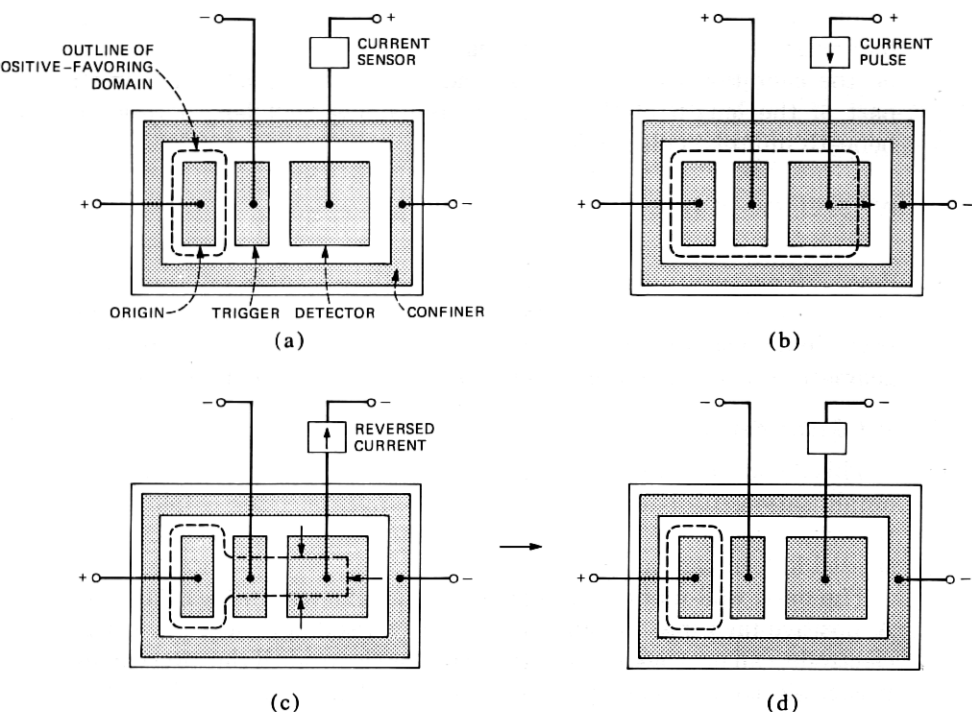 − +
OUTLINE OF
OSITIVE–FAVORING
DOMAIN
CURRENT
SENSOR
+ −
ORIGIN TRIGGER DETECTOR CONFINER
(a)
+ +
CURRENT
PULSE
+ −
(b)
− −
REVERSED
CURRENT
+ −
(c)
− −
+ −
(d)